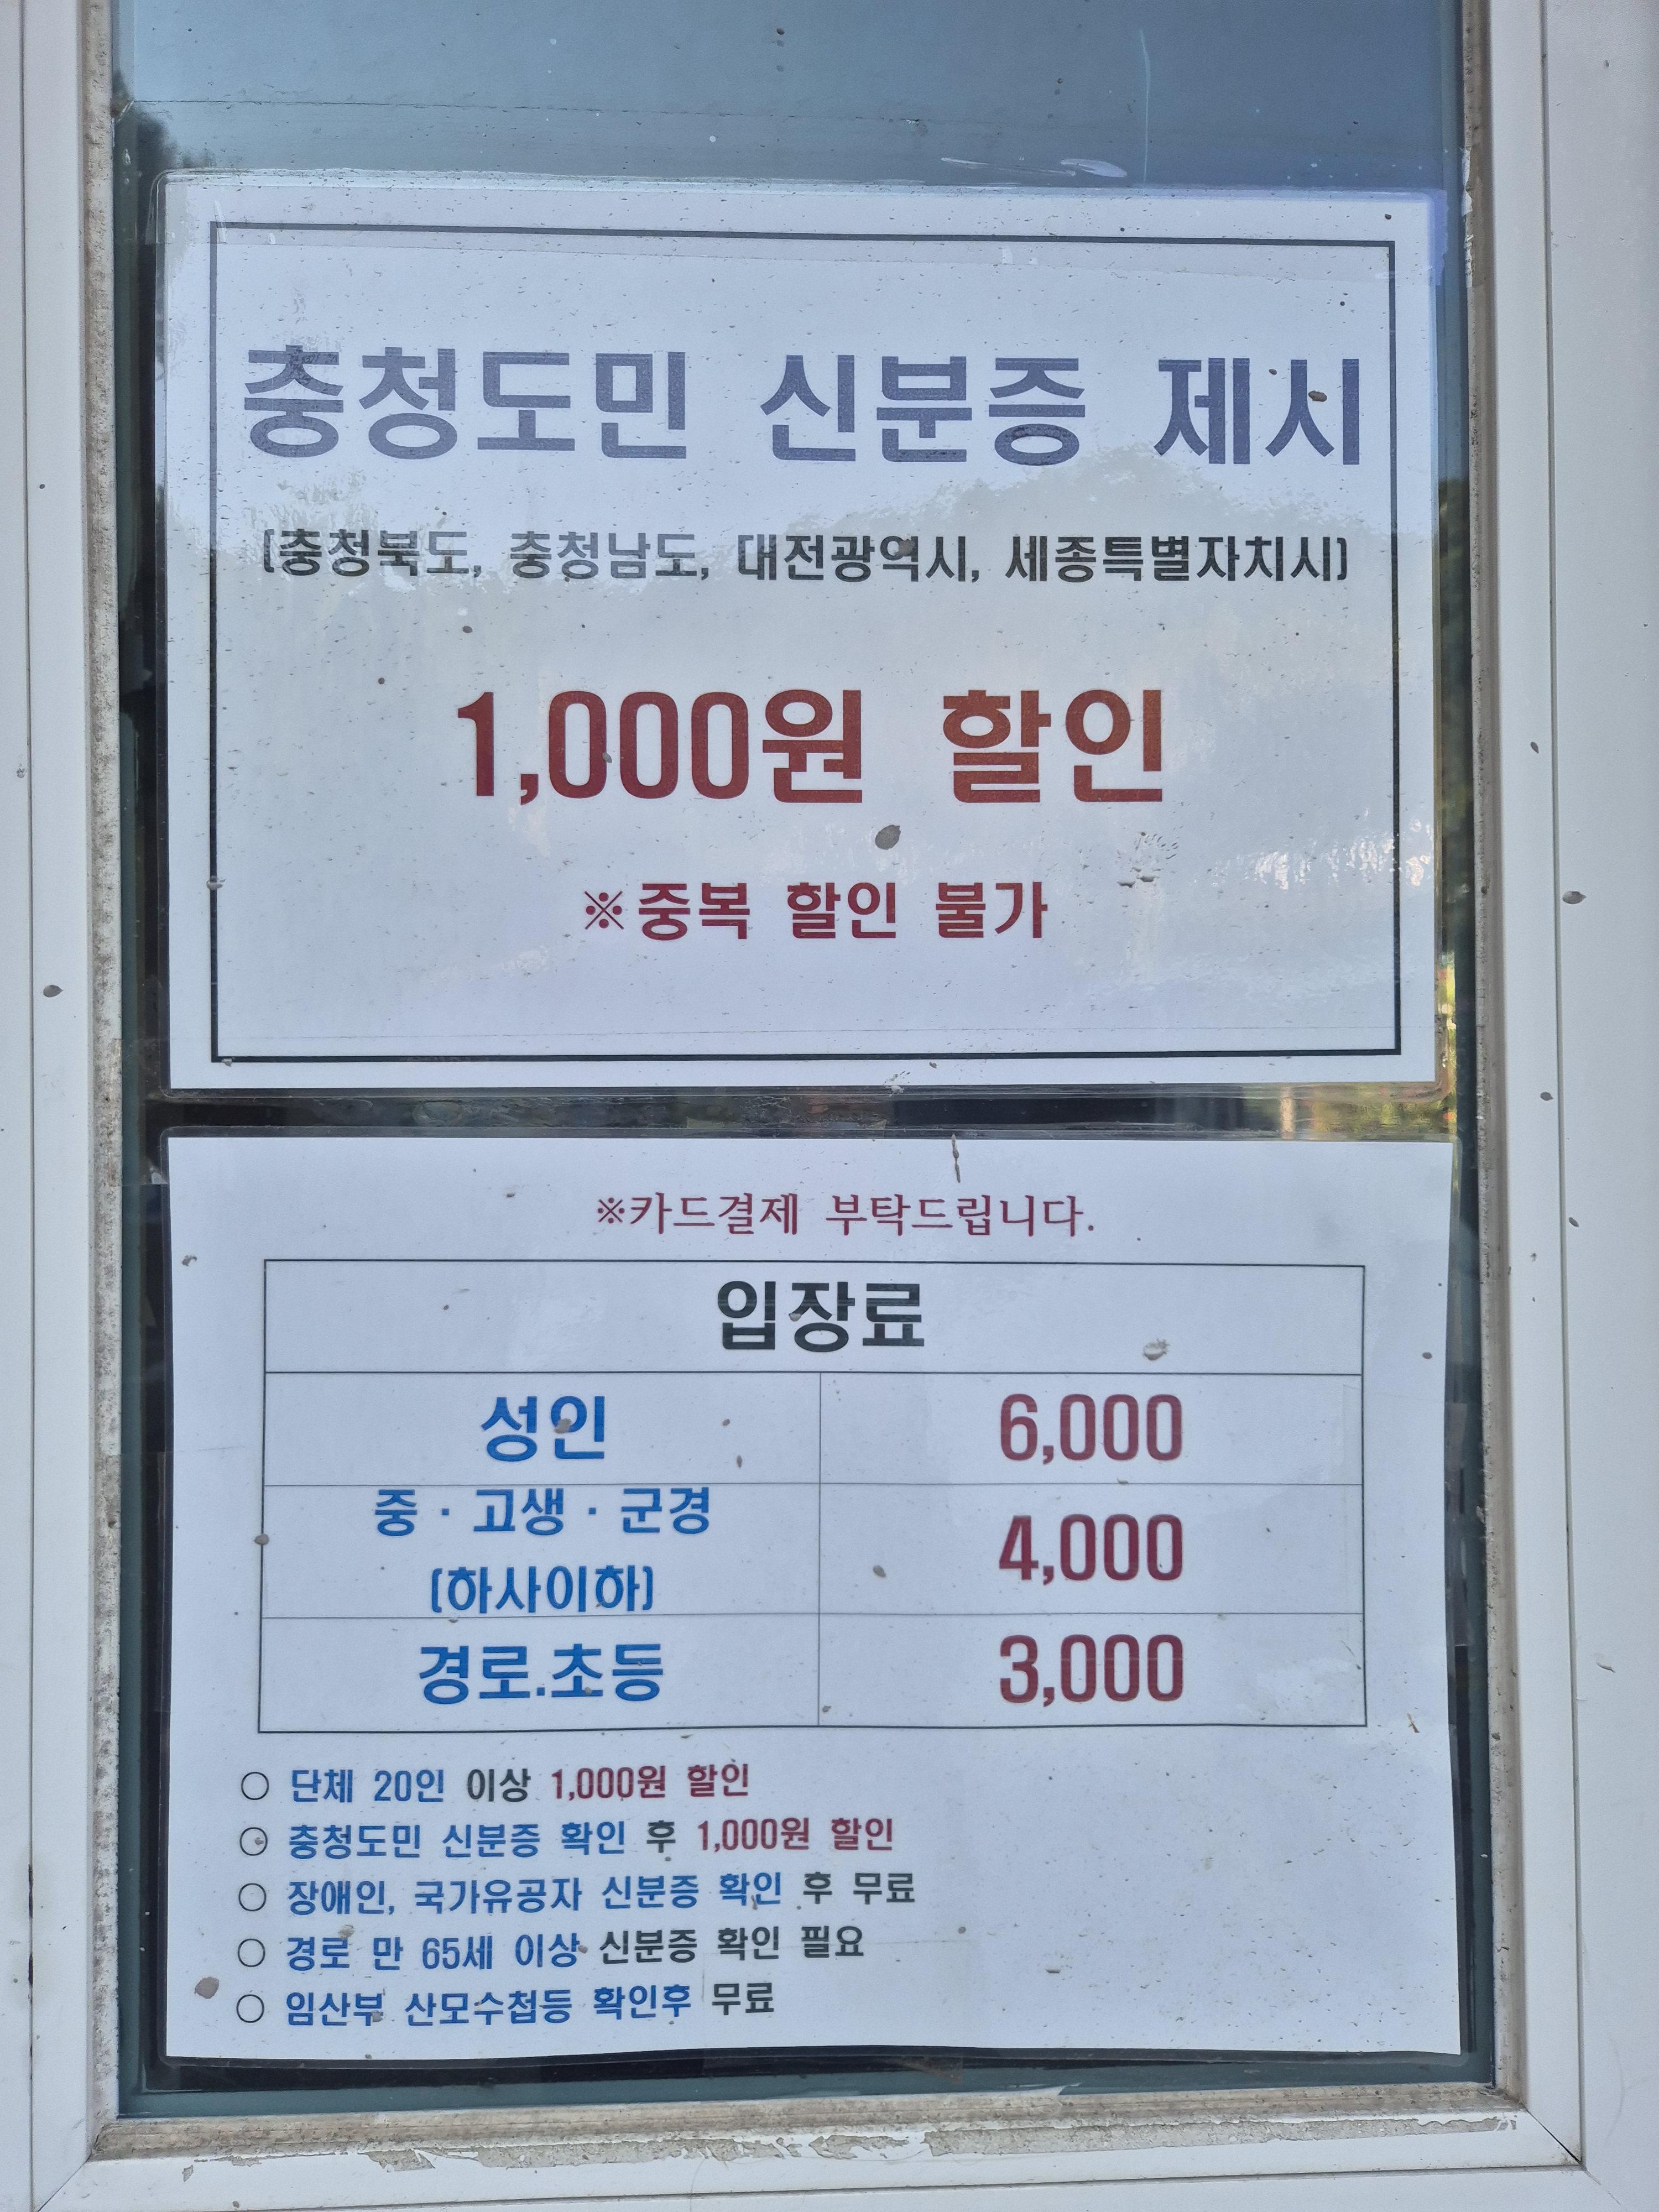 충청도민 신분증 제시
(충청북도, 충청남도, 대전광역시, 세종특별자치시)
1,000원 할인
※중복 할인 불가
※카드결제 부탁드립니다.
입장료
성인 6,000
중·고생·군경
(하사이하) 4,000
경로.초등 3,000
○ 단체 20인 이상 1,000원 할인
○ 충청도민 신분증 확인 후 1,000원 할인
○ 장애인, 국가유공자 신분증 확인 후 무료
○ 경로 만 65세 이상 신분증 확인 필요
○ 임산부 산모수첩등 확인후 무료